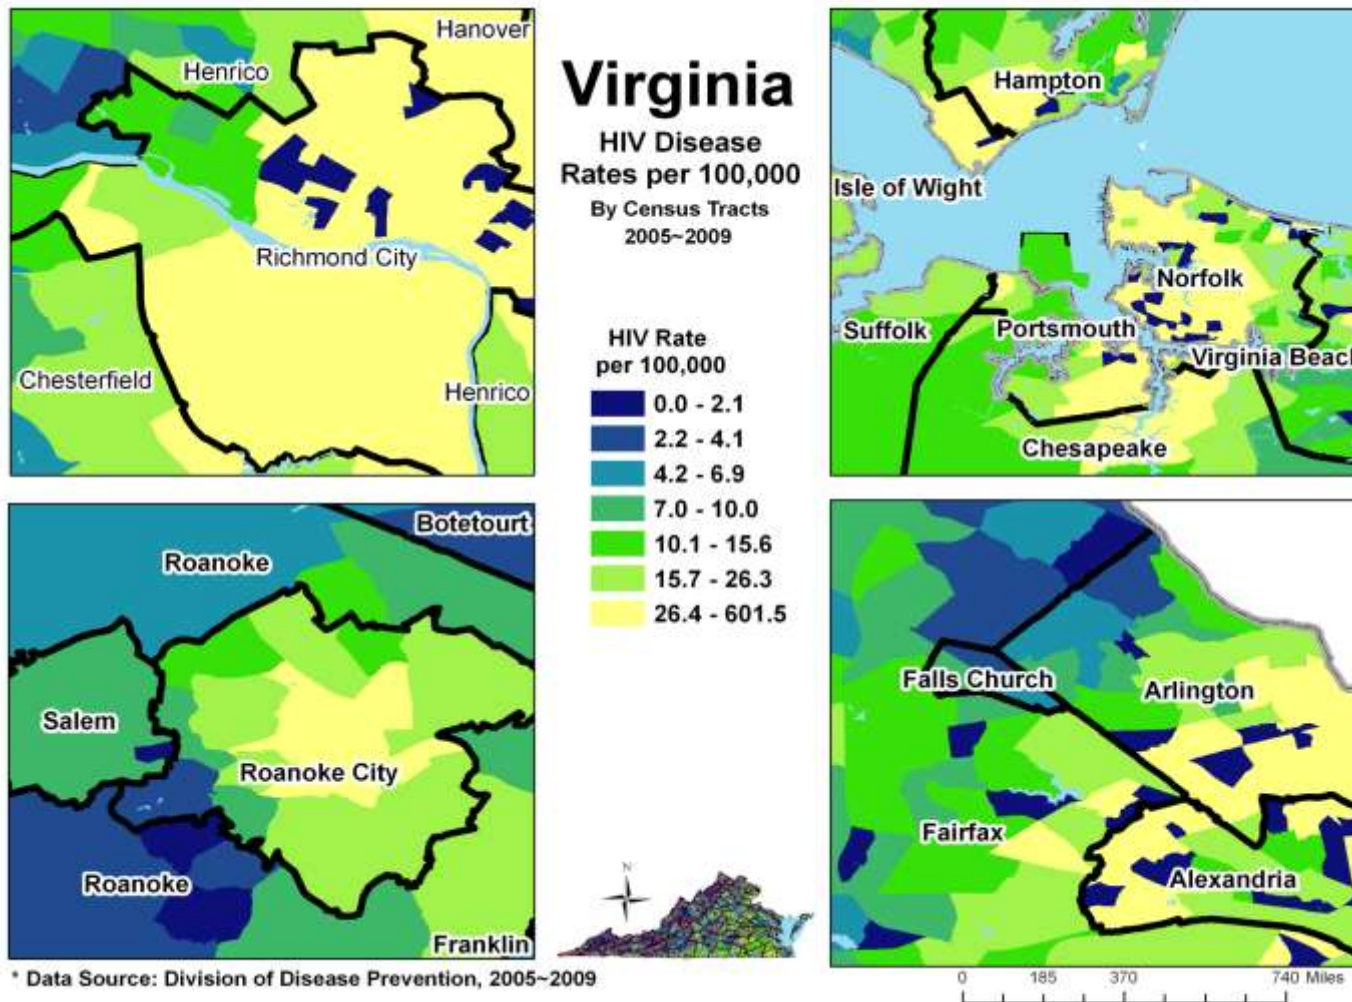 Hanover
Henrico
Richmond City
Chesterfield
Henrico
Virginia
HIV Disease
Rates per 100,000
By Census Tracts
2005~2009
Hampton
Isle of Wight
Norfolk
Suffolk
Portsmouth
Virginia Beach
Chesapeake
HIV Rate
per 100,000
0.0 - 2.1
2.2 - 4.1
4.2 - 6.9
7.0 - 10.0
10.1 - 15.6
15.7 - 26.3
26.4 - 601.5
Botetourt
Roanoke
Salem
Roanoke City
Roanoke
Franklin
Falls Church
Arlington
Fairfax
Alexandria
N
* Data Source: Division of Disease Prevention, 2005~2009
0 185 370 740 Miles